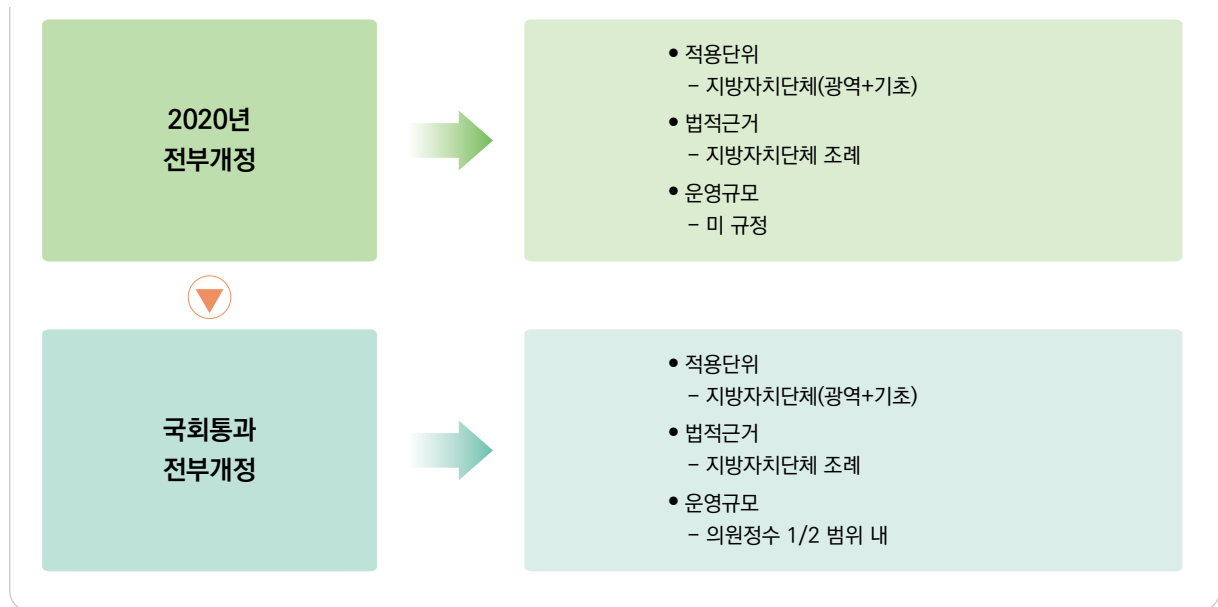 2020년
전부개정
● 적용단위
– 지방자치단체(광역+기초)
● 법적근거
– 지방자치단체 조례
● 운영규모
– 미 규정
국회통과
전부개정
● 적용단위
– 지방자치단체(광역+기초)
● 법적근거
– 지방자치단체 조례
● 운영규모
– 의원정수 1/2 범위 내